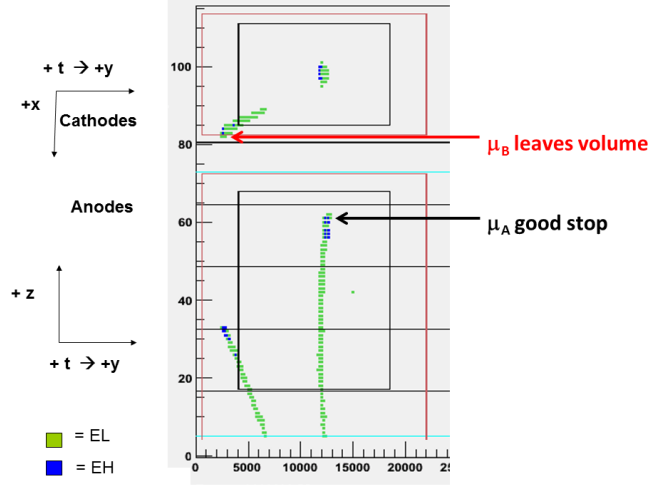 + t → +y
+x
Cathodes
100
80
μB leaves volume
Anodes
60
μA good stop
40
+ z
20
+ t → +y
0
0 5000 10000 15000 20000 25
= EL
= EH